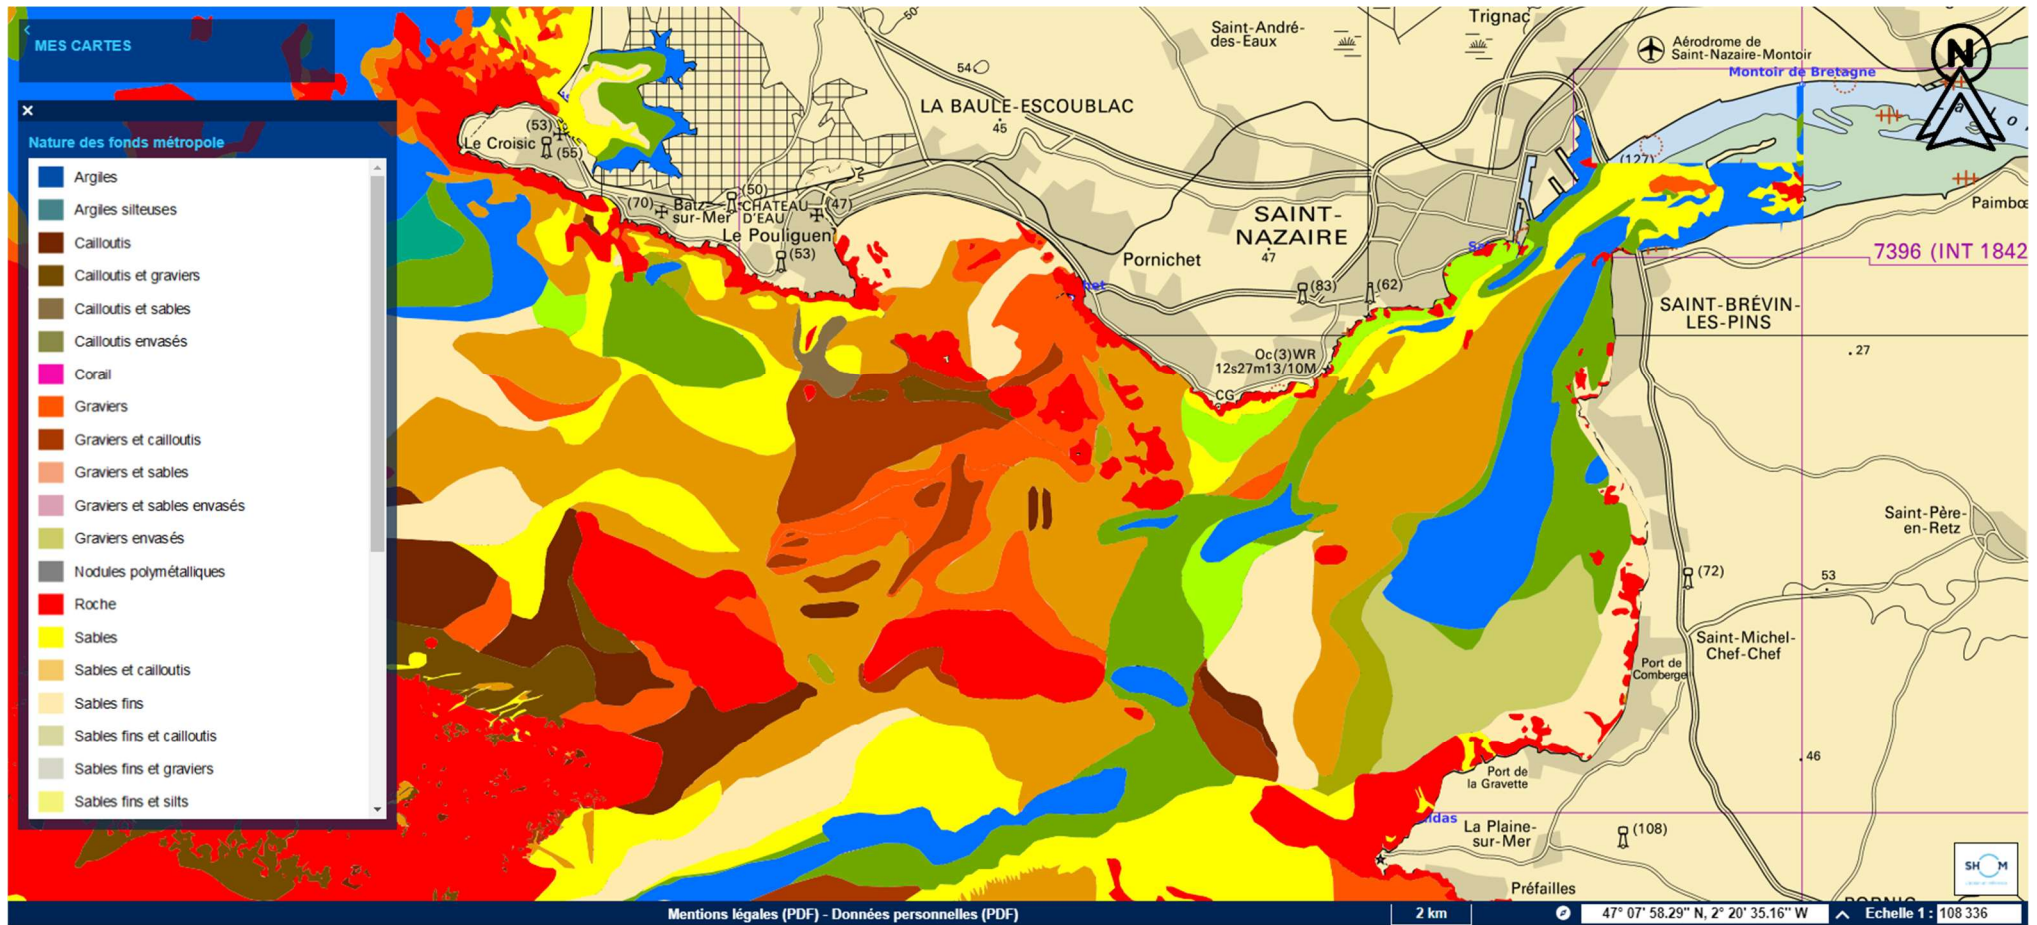 MES CARTES
Nature des fonds métropole
Argiles
Argiles silteuses
Cailloutis
Cailloutis et graviers
Cailloutis et sables
Cailloutis envasés
Corail
Graviers
Graviers et cailloutis
Graviers et sables
Graviers et sables envasés
Graviers envasés
Nodules polymétalliques
Roche
Sables
Sables et cailloutis
Sables fins
Sables fins et cailloutis
Sables fins et graviers
Sables fins et silts
50
Saint-André-
des-Eaux
Trignac
Aérodrome de
Saint-Nazaire-Montoir
Montoir de Bretagne
N
54
LA BAULE-ESCOUBLAC
45
(53)
Le Croisic
(55)
(127)
(50)
(70)
Batz-
sur-Mer
CHATEAU
D'EAU
(47)
Le Pouliguen
(53)
Paimbœ
SAINT-
NAZAIRE
47
Pornichet
7396 (INT 1842
(83)
(62)
SAINT-BRÉVIN-
LES-PINS
27
Oc(3)WR
12s27m13/10M
CG
Saint-Père-
en-Retz
(72)
53
Saint-Michel-
Chef-Chef
Port de
Comberge
46
Port de
la Gravette
La Plaine-
sur-Mer
(108)
Préfailles
SHOM
Mentions légales (PDF) - Données personnelles (PDF)
2 km
47° 07' 58.29'' N, 2° 20' 35.16'' W
Echelle 1 : 108 336